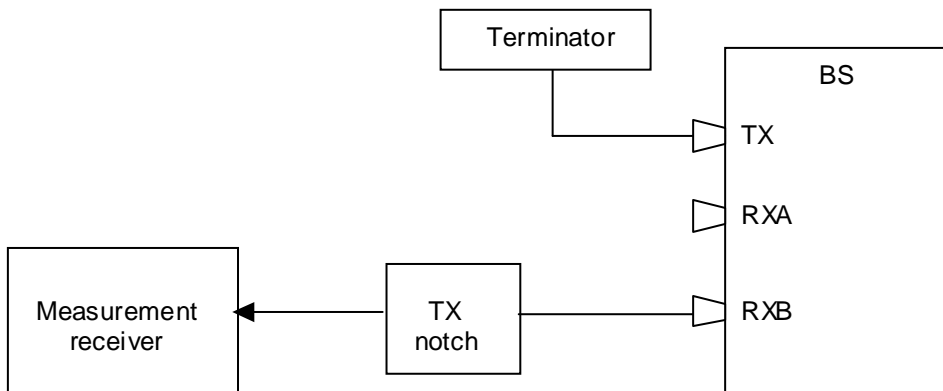 Terminator
BS
TX
RXA
RXB
TX
notch
Measurement
receiver